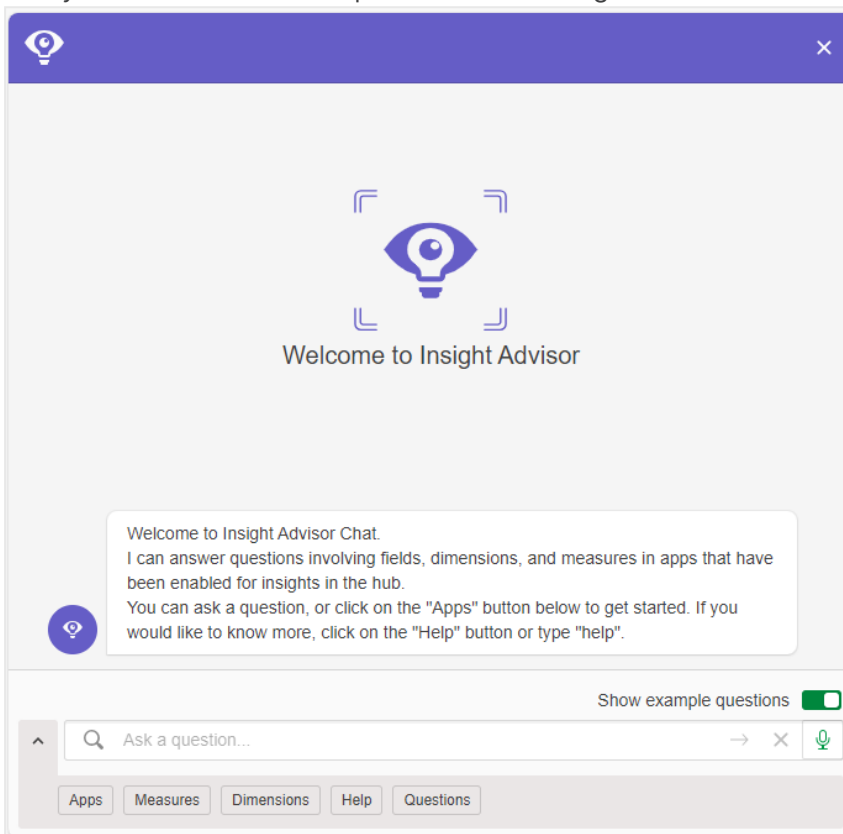 Welcome to Insight Advisor
Welcome to Insight Advisor Chat.
I can answer questions involving fields, dimensions, and measures in apps that have
been enabled for insights in the hub.
You can ask a question, or click on the "Apps" button below to get started. If you
would like to know more, click on the "Help" button or type "help".
Show example questions
Ask a question...
Apps Measures Dimensions Help Questions